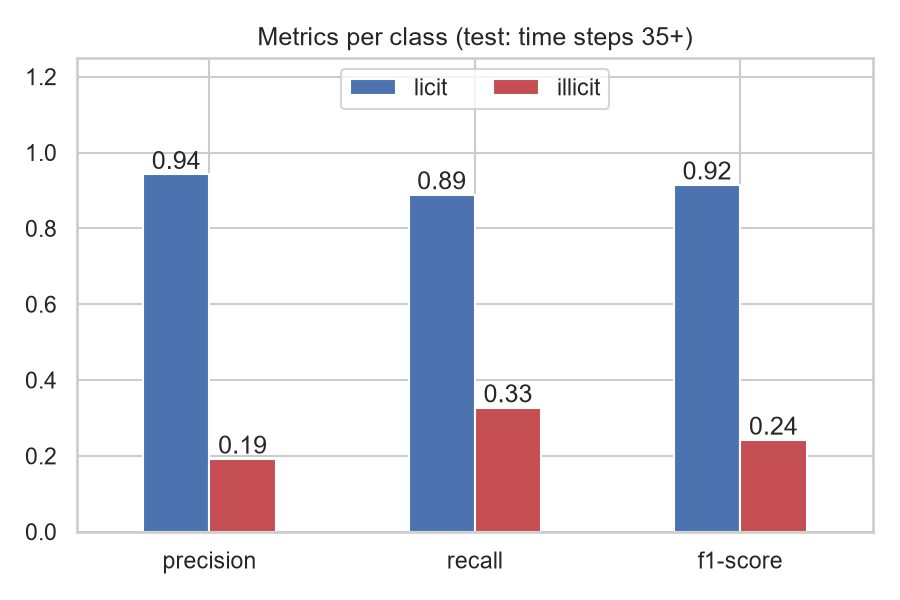 Metrics per class (test: time steps 35+)
licit illicit
1.2
1.0
0.8
0.6
0.4
0.2
0.0
0.94 0.19 0.89 0.33 0.92 0.24
precision recall f1-score